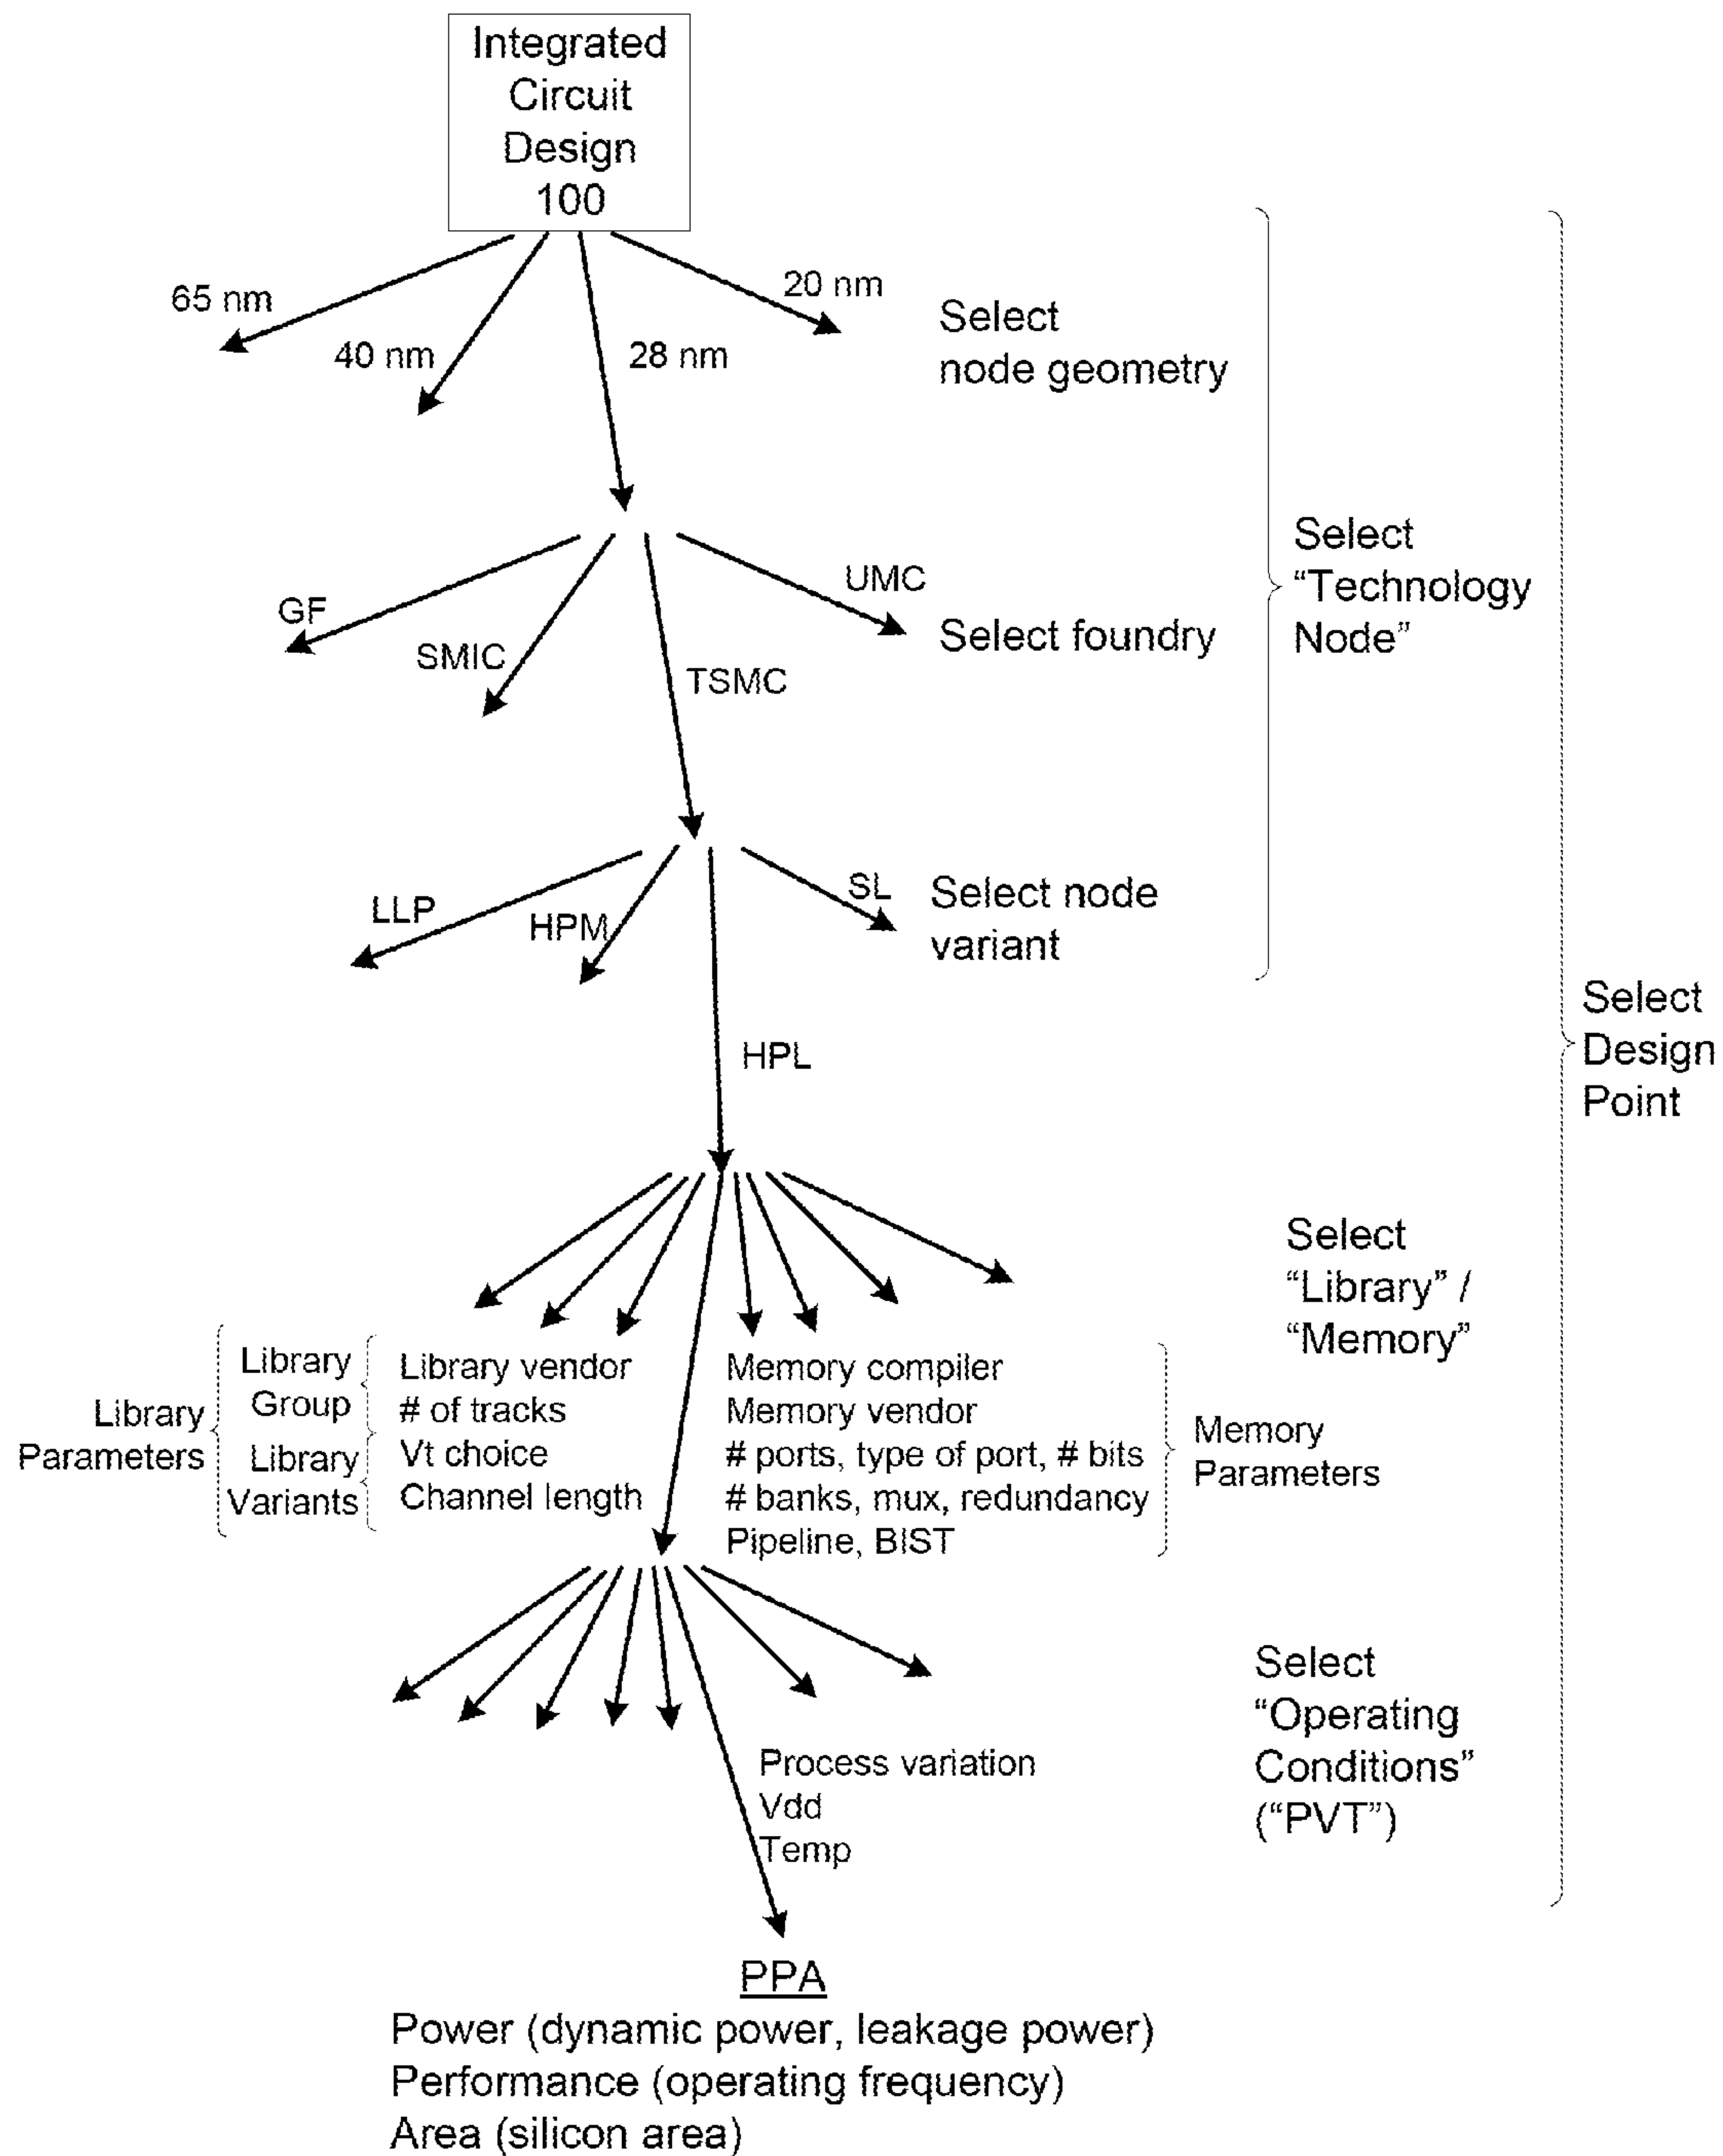 Integrated
Circuit
Design
100
65 nm
40 nm
28 nm
20 nm
Select
node geometry
GF
SMIC
TSMC
UMC
Select foundry
Select
“Technology
Node”
LLP
HPM
HPL
SL
Select node
variant
Select
Design
Point
Select
“Library” /
“Memory”
Library
Parameters
Library
Group
Library
Variants
Library vendor
# of tracks
Vt choice
Channel length
Memory compiler
Memory vendor
# ports, type of port, # bits
# banks, mux, redundancy
Pipeline, BIST
Memory
Parameters
Process variation
Vdd
Temp
Select
“Operating
Conditions”
(“PVT”)
PPA
Power (dynamic power, leakage power)
Performance (operating frequency)
Area (silicon area)